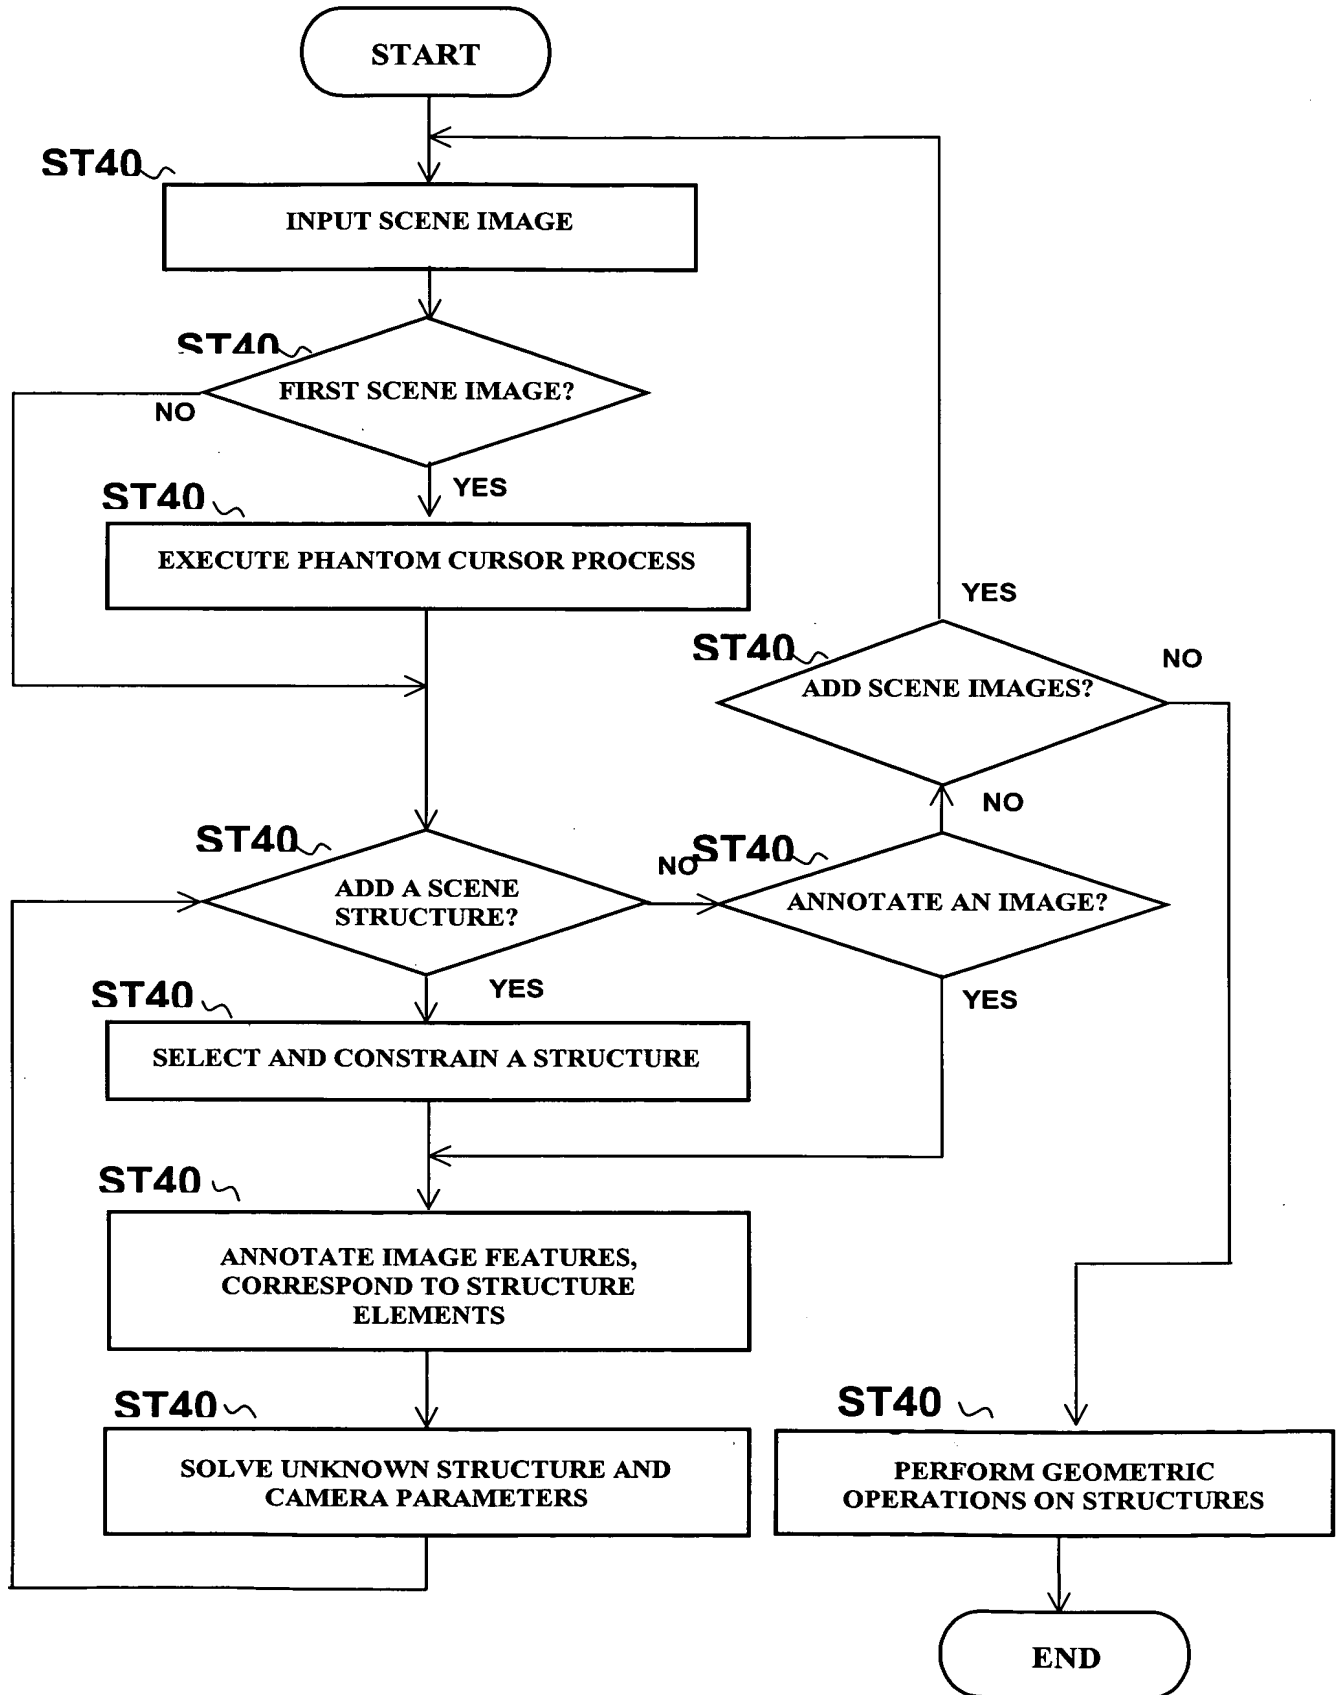 START
ST40
INPUT SCENE IMAGE
ST40
FIRST SCENE IMAGE?
NO
YES
ST40
EXECUTE PHANTOM CURSOR PROCESS
YES
ST40
NO
ADD SCENE IMAGES?
NO
ST40
ST40
NO
ADD A SCENE
STRUCTURE?
ANNOTATE AN IMAGE?
YES
YES
ST40
SELECT AND CONSTRAIN A STRUCTURE
ST40
ANNOTATE IMAGE FEATURES,
CORRESPOND TO STRUCTURE
ELEMENTS
ST40
SOLVE UNKNOWN STRUCTURE AND
CAMERA PARAMETERS
ST40
PERFORM GEOMETRIC
OPERATIONS ON STRUCTURES
END